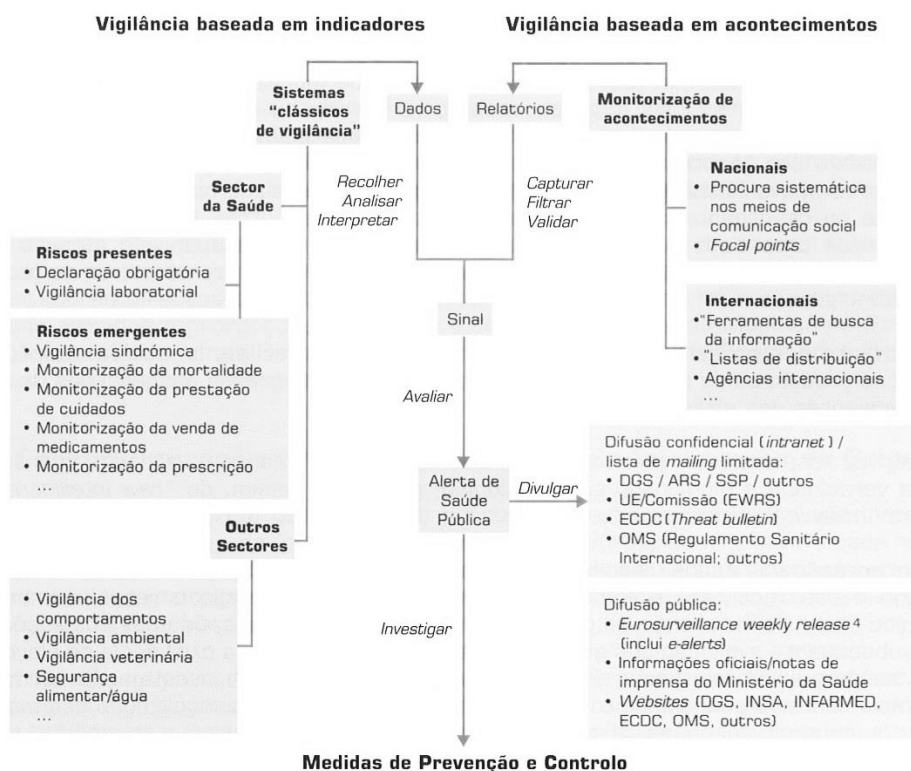 Vigilância baseada em indicadores
Vigilância baseada em acontecimentos
Sistemas
“clássicos
de vigilância”
Dados
Relatórios
Monitorização de
acontecimentos
Recolher
Analisar
Interpretar
Capturar
Filtrar
Validar
Sector
da Saúde
Riscos presentes
• Declaração obrigatória
• Vigilância laboratorial
Riscos emergentes
• Vigilância sindrómica
• Monitorização da mortalidade
• Monitorização da prestação
de cuidados
• Monitorização da venda de
medicamentos
• Monitorização da prescrição
...
Outros
Sectores
• Vigilância dos
comportamentos
• Vigilância ambiental
• Vigilância veterinária
• Segurança
alimentar/água
...
Nacionais
• Procura sistemática
nos meios de
comunicação social
• Focal points
Internacionais
• “Ferramentas de busca
da informação”
• “Listas de distribuição”
• Agências internacionais
...
Sinal
Avaliar
Alerta de
Saúde
Pública
Divulgar
Difusão confidencial (intranet ) /
lista de mailing limitada:
• DGS / ARS / SSP / outros
• UE/Comissão (EWRS)
• ECDC (Threat bulletin)
• OMS (Regulamento Sanitário
Internacional; outros)
Difusão pública:
• Eurosurveillance weekly release 4
(inclui e-alerts)
• Informações oficiais/notas de
imprensa do Ministério da Saúde
• Websites (DGS, INSA, INFARMED,
ECDC, OMS, outros)
Investigar
Medidas de Prevenção e Controlo